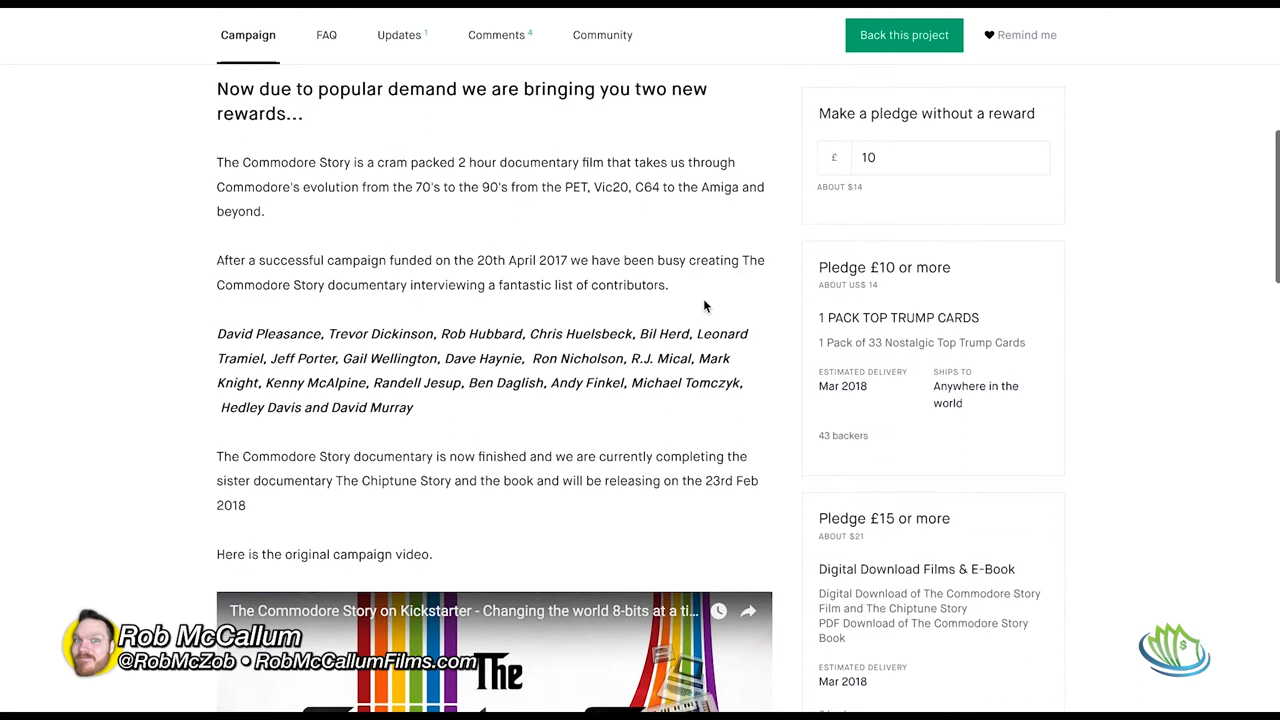 Campaign
FAQ
Updates 1
Comments 4
Community
Back this project
Remind me
Now due to popular demand we are bringing you two new
rewards...
The Commodore Story is a cram packed 2 hour documentary film that takes us through
Commodore's evolution from the 70's to the 90's from the PET, Vic20, C64 to the Amiga and
beyond.
After a successful campaign funded on the 20th April 2017 we have been busy creating The
Commodore Story documentary interviewing a fantastic list of contributors.
David Pleasance, Trevor Dickinson, Rob Hubbard, Chris Huelsbeck, Bil Herd, Leonard
Tramiel, Jeff Porter, Gail Wellington, Dave Haynie, Ron Nicholson, R.J. Mical, Mark
Knight, Kenny McAlpine, Randell Jesup, Ben Daglish, Andy Finkel, Michael Tomczyk,
Hedley Davis and David Murray
The Commodore Story documentary is now finished and we are currently completing the
sister documentary The Chiptune Story and the book and will be releasing on the 23rd Feb
2018
Here is the original campaign video.
The Commodore Story on Kickstarter - Changing the world 8-bits at a ti...
The
Make a pledge without a reward
£ 10
ABOUT $14
Pledge £10 or more
ABOUT US$ 14
1 PACK TOP TRUMP CARDS
1 Pack of 33 Nostalgic Top Trump Cards
ESTIMATED DELIVERY
Mar 2018
SHIPS TO
Anywhere in the
world
43 backers
Pledge £15 or more
ABOUT $21
Digital Download Films & E-Book
Digital Download of The Commodore Story
Film and The Chiptune Story
PDF Download of The Commodore Story
Book
ESTIMATED DELIVERY
Mar 2018
Rob McCallum
@RobMcZob • RobMcCallumFilms.com
$